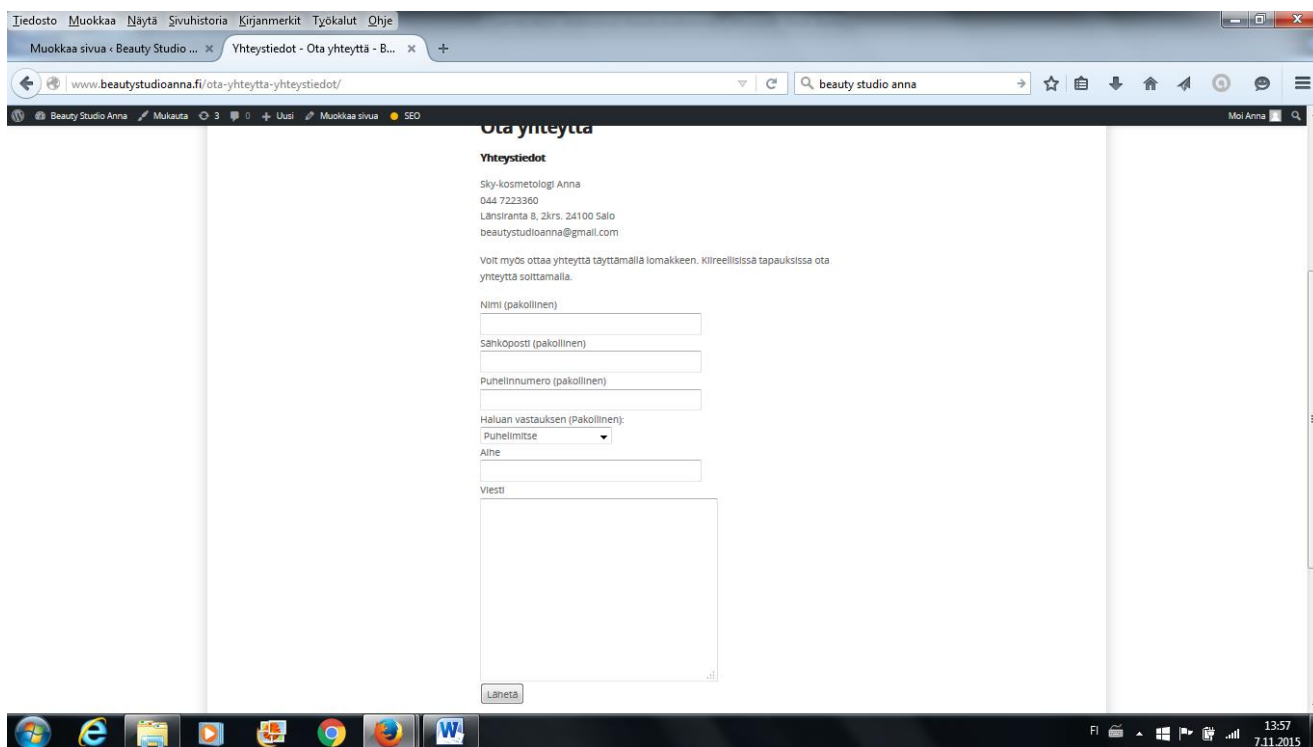 Tiedosto Muokkaa Näytä Sivuhistoria Kirjanmerkit Työkalut Ohje
Muokkaa sivua ‹ Beauty Studio ... Yhteystiedot - Ota yhteyttä - B...
www.beautystudioanna.fi/ota-yhteytta-yhteystiedot/ beauty studio anna
Beauty Studio Anna Mukauta 3 0 + Uusi Muokkaa sivua SEO Moi Anna
Ota yhteyttä
Yhteystiedot
Sky-kosmetologi Anna
044 7223360
Länsiranta 8, 2krs. 24100 Salo
beautystudioanna@gmail.com
Voit myös ottaa yhteyttä täyttämällä lomakkeen. Kiireellisissä tapauksissa ota
yhteyttä soittamalla.
Nimi (pakollinen)
Sähköposti (pakollinen)
Puhelinnumero (pakollinen)
Haluan vastauksen (Pakollinen):
Puhelimitse
Aihe
Viesti
Lähetä
FI 13:57
7.11.2015